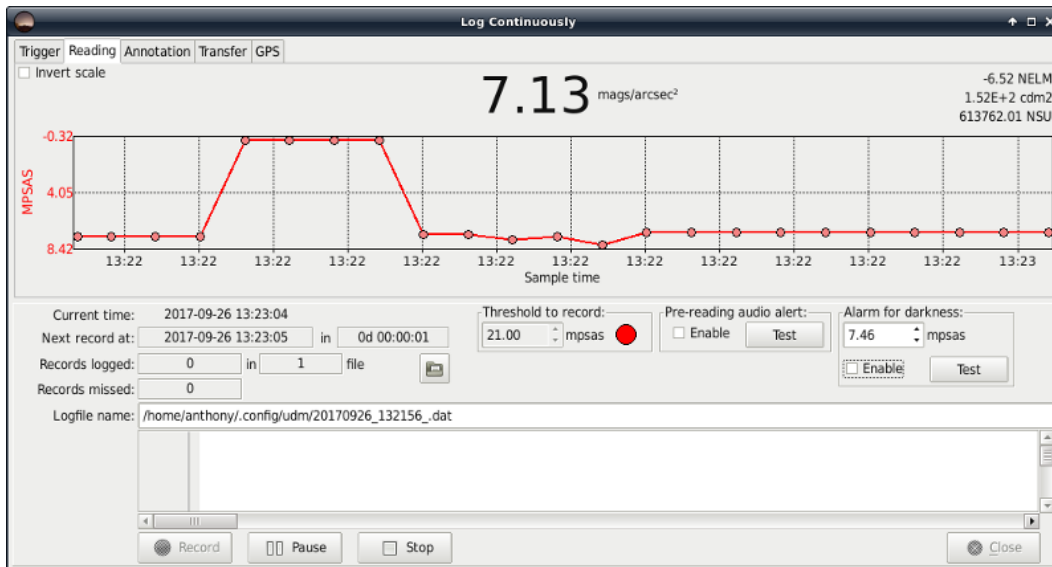 Log Continuously
Trigger Reading Annotation Transfer GPS
Invert scale
7.13 mags/arcsec²
-6.52 NELM
1.52E+2 cdm2
613762.01 NSU
MPSAS
-0.32
4.05
8.42
13:22 13:22 13:22 13:22 13:22 13:22 13:22 13:22 13:22 13:22 13:22 13:22 13:23
Sample time
Current time: 2017-09-26 13:23:04
Next record at: 2017-09-26 13:23:05 in 0d 00:00:01
Records logged: 0 in 1 file
Records missed: 0
Threshold to record:
21.00 mpsas
Pre-reading audio alert:
Enable Test
Alarm for darkness:
7.46 mpsas
Enable Test
Logfile name: /home/anthony/.config/udm/20170926_132156_.dat
Record Pause Stop Close